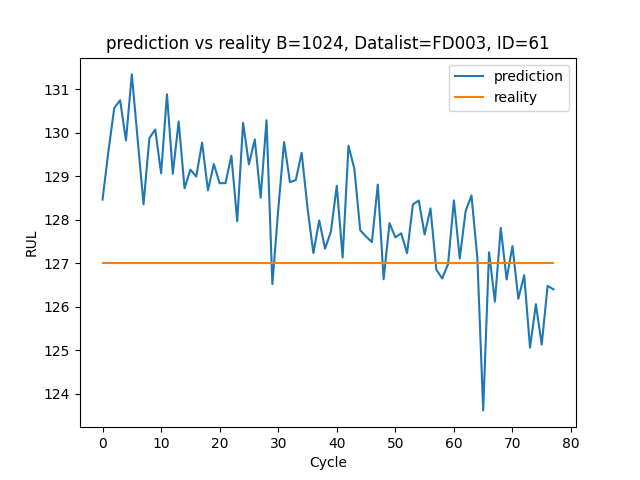 prediction vs reality B=1024, Datalist=FD003, ID=61
prediction
reality
131
130
129
128
127
126
125
124
RUL
0 10 20 30 40 50 60 70 80
Cycle